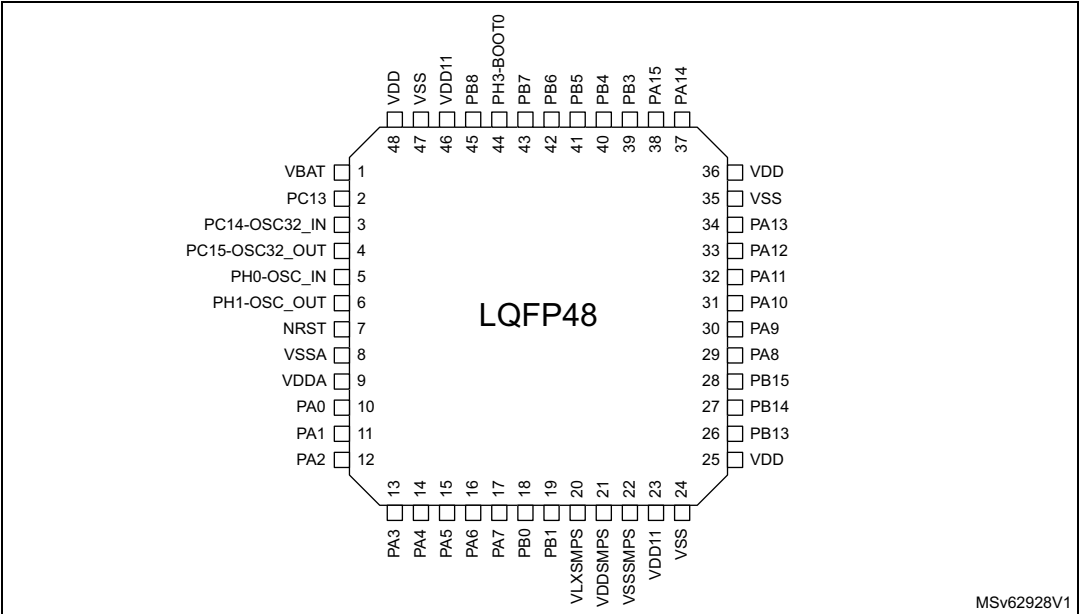 VDD
VSS
VDD11
PB8
PH3-BOOT0
PB7
PB6
PB5
PB4
PB3
PA15
PA14
48
47
46
45
44
43
42
41
40
39
38
37
VBAT 1
PC13 2
PC14-OSC32_IN 3
PC15-OSC32_OUT 4
PH0-OSC_IN 5
PH1-OSC_OUT 6
NRST 7
VSSA 8
VDDA 9
PA0 10
PA1 11
PA2 12
LQFP48
36 VDD
35 VSS
34 PA13
33 PA12
32 PA11
31 PA10
30 PA9
29 PA8
28 PB15
27 PB14
26 PB13
25 VDD
13
14
15
16
17
18
19
20
21
22
23
24
PA3
PA4
PA5
PA6
PA7
PB0
PB1
VLXSMPS
VDDSMPS
VSSSMPS
VDD11
VSS
MSv62928V1